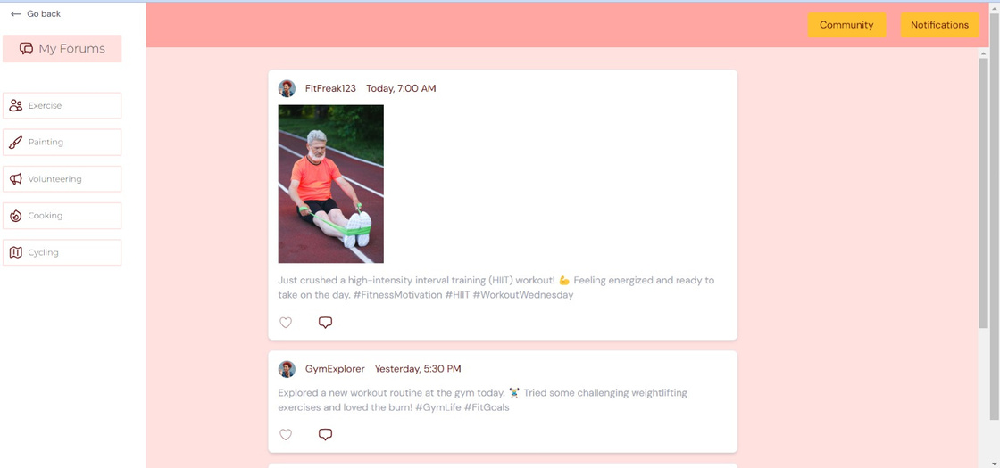 Go back
My Forums
Exercise
Painting
Volunteering
Cooking
Cycling
Community
Notifications
FitFreak123 Today, 7:00 AM
Just crushed a high-intensity interval training (HIIT) workout! 💪 Feeling energized and ready to
take on the day. #FitnessMotivation #HIIT #WorkoutWednesday
GymExplorer Yesterday, 5:30 PM
Explored a new workout routine at the gym today. 🏋️ Tried some challenging weightlifting
exercises and loved the burn! #GymLife #FitGoals